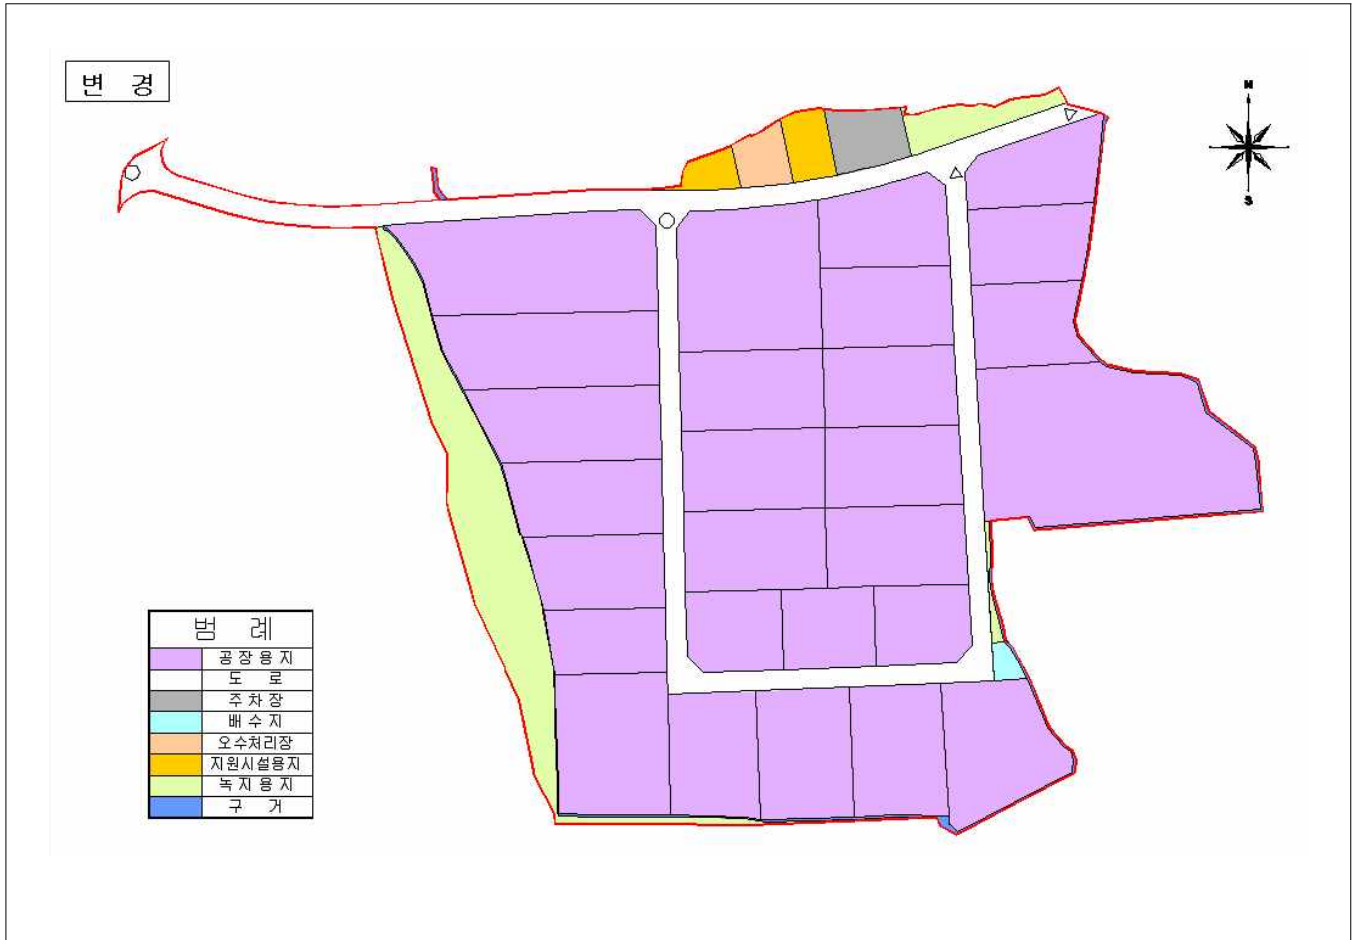 변 경
N
S
범 례
공 장 용 지
도 로
주 차 장
배 수 지
오수처리장
지원시설용지
녹 지 용 지
구 거